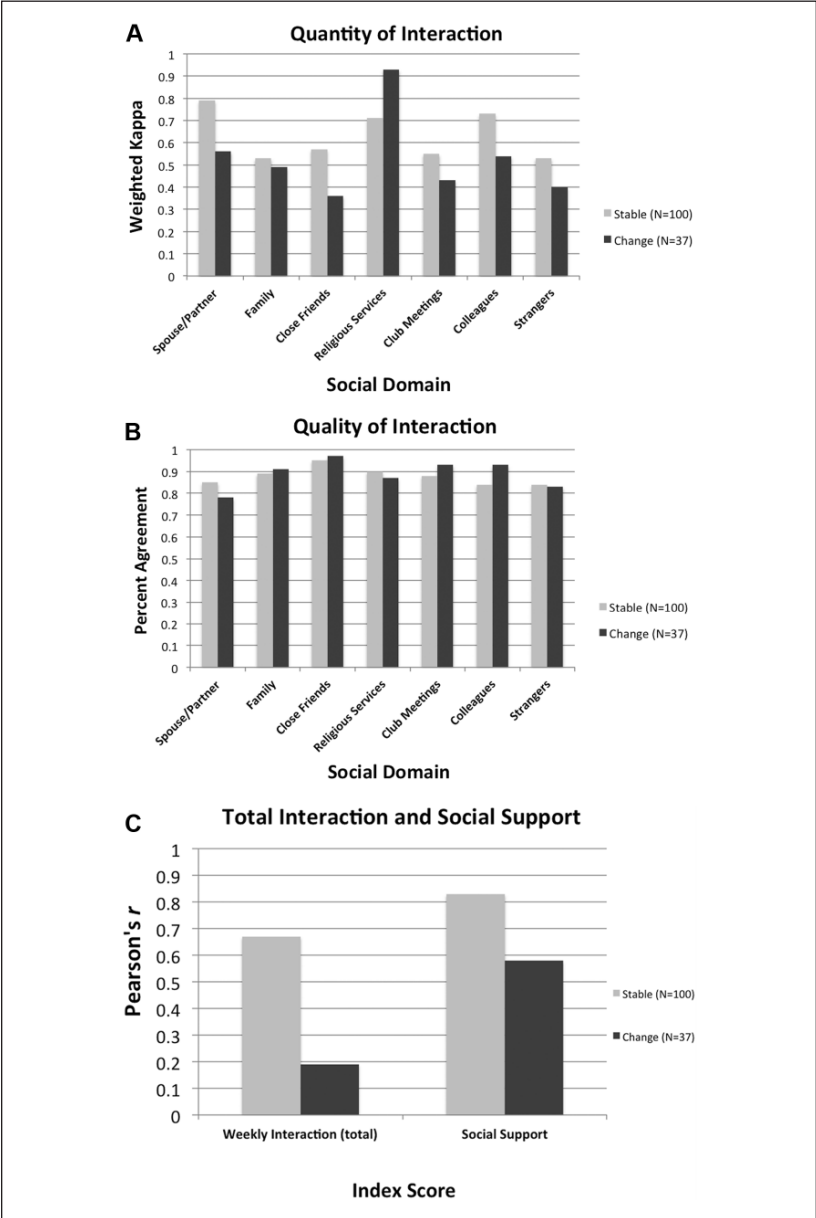 A
Quantity of Interaction
1
0.9
0.8
0.7
0.6
0.5
0.4
0.3
0.2
0.1
0
Weighted Kappa
Stable (N=100)
Change (N=37)
Spouse/Partner
Family
Close Friends
Religious Services
Club Meetings
Colleagues
Strangers
Social Domain
B
Quality of Interaction
1
0.9
0.8
0.7
0.6
0.5
0.4
0.3
0.2
0.1
0
Percent Agreement
Stable (N=100)
Change (N=37)
Spouse/Partner
Family
Close Friends
Religious Services
Club Meetings
Colleagues
Strangers
Social Domain
C
Total Interaction and Social Support
1
0.9
0.8
0.7
0.6
0.5
0.4
0.3
0.2
0.1
0
Pearson's r
Stable (N=100)
Change (N=37)
Weekly Interaction (total)
Social Support
Index Score